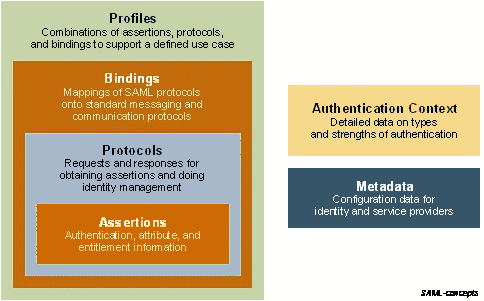 Profiles
Combinations of assertions, protocols,
and bindings to support a defined use case
Bindings
Mappings of SAML protocols
onto standard messaging and
communication protocols
Protocols
Requests and responses for
obtaining assertions and doing
identity management
Assertions
Authentication, attribute, and
entitlement information
Authentication Context
Detailed data on types
and strengths of authentication
Metadata
Configuration data for
identity and service providers
SAML-concepts